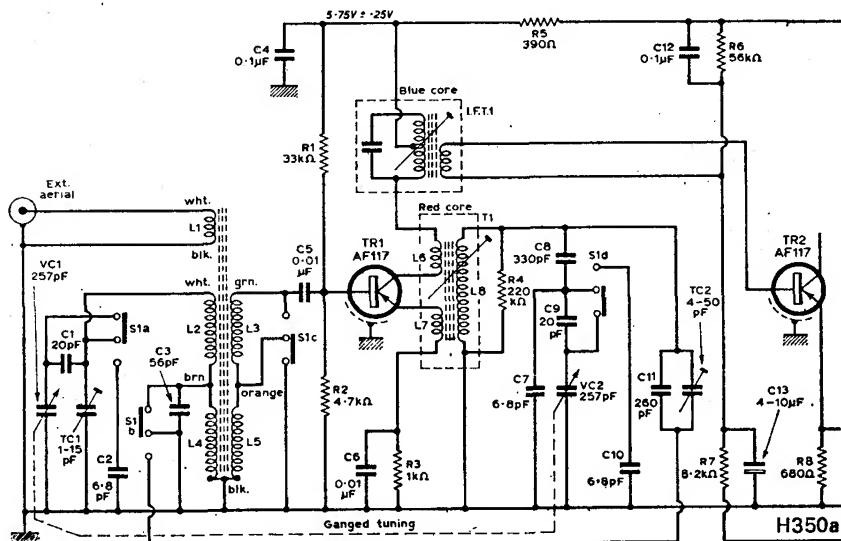 5·75V ± ·25V
C4
0·1µF
R5
390Ω
C12
0·1µF
R6
56kΩ
Blue core
I.F.T.1
R1
33kΩ
Ext.
aerial
wht.
L1
blk.
Red core
T1
VC1
257pF
wht.
grn.
C5
0·01
µF
TR1
AF117
L6
C8
330pF
S1d
TR2
AF117
R4
220
kΩ
L8
TC2
4-50
pF
C1
20pF
S1a
L2
L3
S1c
L7
C9
20
pF
C3
56pF
brn
orange
R2
4·7kΩ
C7
6·8pF
VC2
257pF
C11
260
pF
C13
4-10µF
S1
b
TC1
1-15
pF
L4
L5
C2
6·8
pF
blk.
C6
0·01
µF
R3
1kΩ
C10
6·8pF
R7
8·2kΩ
R8
680Ω
Ganged tuning
H350a